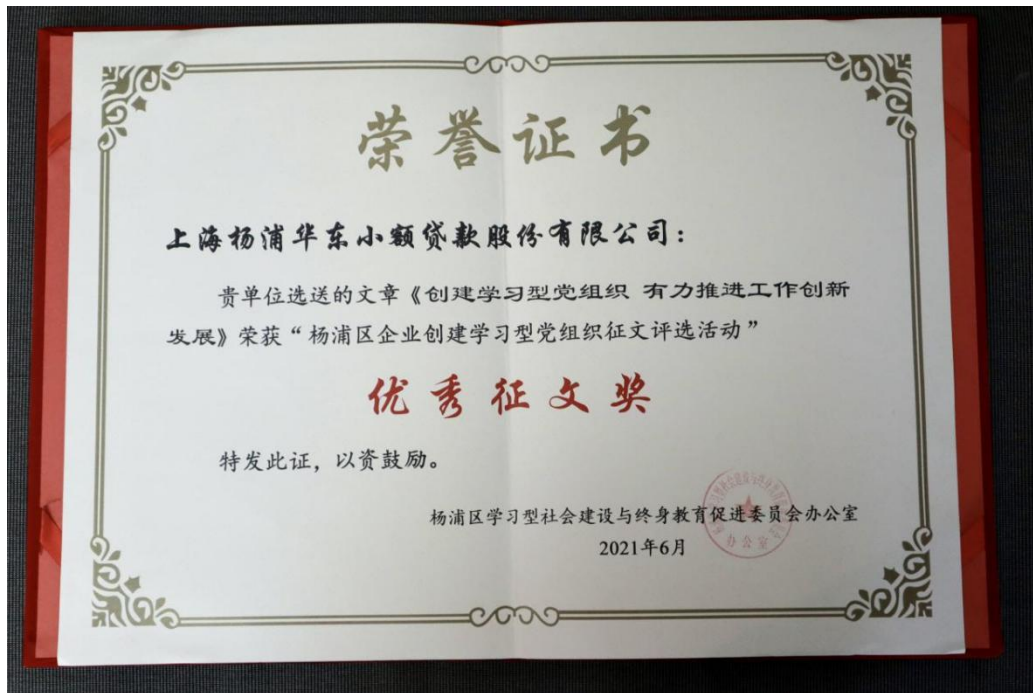 荣誉证书
上海杨浦华东小额贷款股份有限公司：
贵单位选送的文章《创建学习型党组织 有力推进工作创新
发展》荣获“杨浦区企业创建学习型党组织征文评选活动”
优秀征文奖
特发此证，以资鼓励。
杨浦区学习型社会建设与终身教育促进委员会办公室
2021年6月
办公室